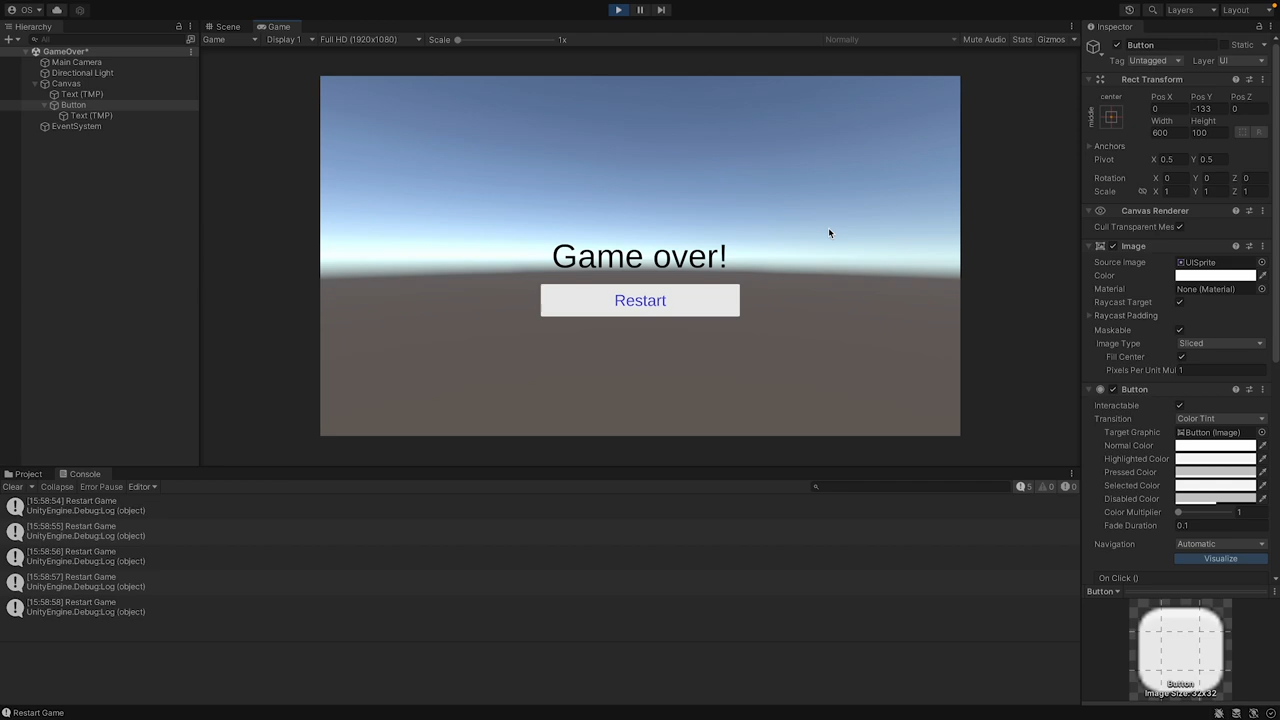 OS
Layers
Layout
Hierarchy
All
GameOver*
Main Camera
Directional Light
Canvas
Text (TMP)
Button
Text (TMP)
EventSystem
Scene
Game
Game
Display 1
Full HD (1920x1080)
Scale
1x
Normally
Mute Audio
Stats
Gizmos
Game over!
Restart
Project
Console
Clear
Collapse
Error Pause
Editor
5
0
0
[15:58:54] Restart Game
UnityEngine.Debug:Log (object)
[15:58:55] Restart Game
UnityEngine.Debug:Log (object)
[15:58:56] Restart Game
UnityEngine.Debug:Log (object)
[15:58:57] Restart Game
UnityEngine.Debug:Log (object)
[15:58:58] Restart Game
UnityEngine.Debug:Log (object)
Restart Game
Inspector
Button
Static
Tag Untagged Layer UI
Rect Transform
center
middle
Pos X Pos Y Pos Z
0 -133 0
Width Height
600 100
R
Anchors
Pivot X 0.5 Y 0.5
Rotation X 0 Y 0 Z 0
Scale X 1 Y 1 Z 1
Canvas Renderer
Cull Transparent Mes
Image
Source Image UISprite
Color
Material None (Material)
Raycast Target
Raycast Padding
Maskable
Image Type Sliced
Fill Center
Pixels Per Unit Mul 1
Button
Interactable
Transition Color Tint
Target Graphic Button (Image)
Normal Color
Highlighted Color
Pressed Color
Selected Color
Disabled Color
Color Multiplier 1
Fade Duration 0.1
Navigation Automatic
Visualize
On Click ()
Button
Button
Image Size: 32x32